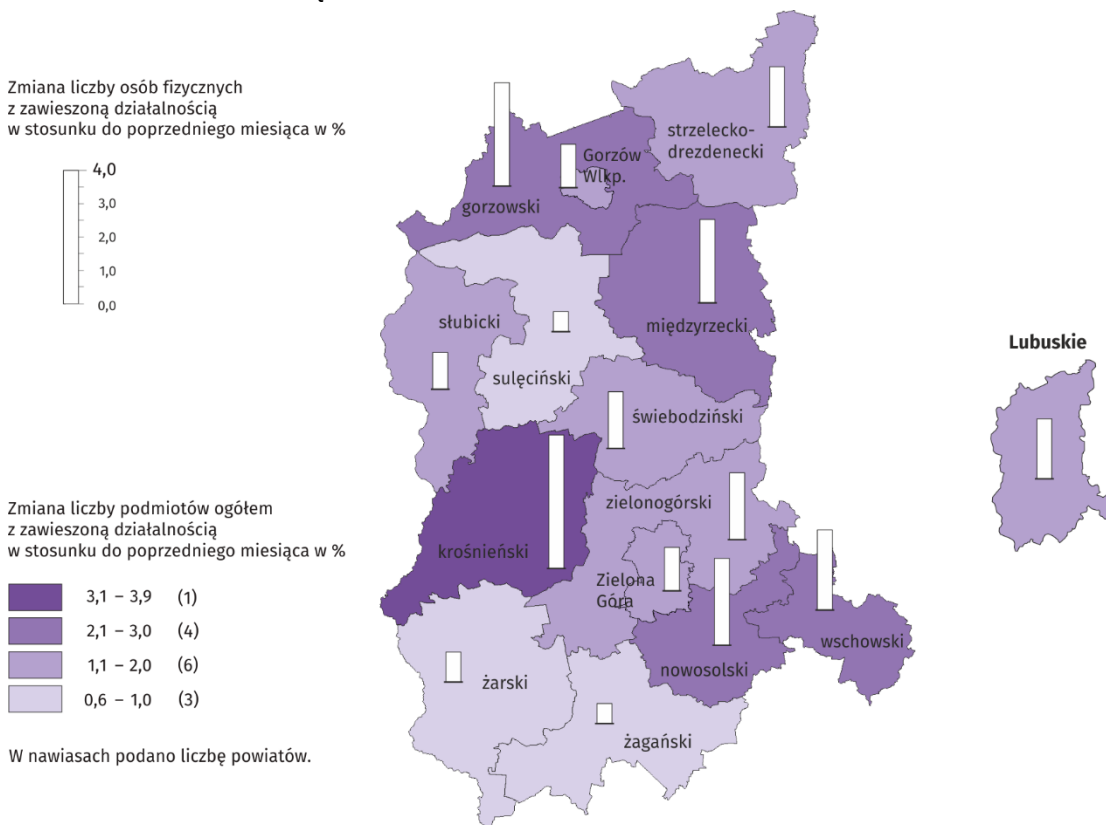 Zmiana liczby osób fizycznych
z zawieszoną działalnością
w stosunku do poprzedniego miesiąca w %
4,0
3,0
2,0
1,0
0,0
strzelecko-
drezdenecki
Gorzów
Wlkp.
gorzowski
słubicki
międzyrzecki
sulęciński
świebodziński
zielonogórski
krośnieński
Zielona
Góra
wschowski
nowosolski
żarski
żagański
Lubuskie
Zmiana liczby podmiotów ogółem
z zawieszoną działalnością
w stosunku do poprzedniego miesiąca w %
3,1 – 3,9 (1)
2,1 – 3,0 (4)
1,1 – 2,0 (6)
0,6 – 1,0 (3)
W nawiasach podano liczbę powiatów.